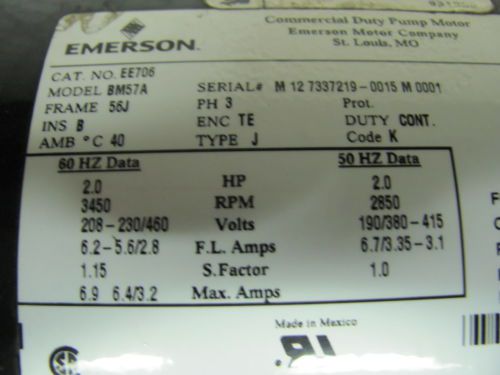 Commercial Duty Pump Motor
Emerson Motor Company
St. Louis, MO
EMERSON
CAT. NO. EE706
MODEL BM57A
SERIAL# M 12 7337219-0015 M 0001
FRAME 56J
PH 3
Prot.
INS B
ENC TE
DUTY CONT.
AMB °C 40
TYPE J
Code K
60 HZ Data
50 HZ Data
2.0 HP 2.0
3450 RPM 2850
208-230/460 Volts 190/380-415
6.2-5.6/2.8 F.L. Amps 6.7/3.35-3.1
1.15 S.Factor 1.0
6.9 6.4/3.2 Max. Amps
Made in Mexico